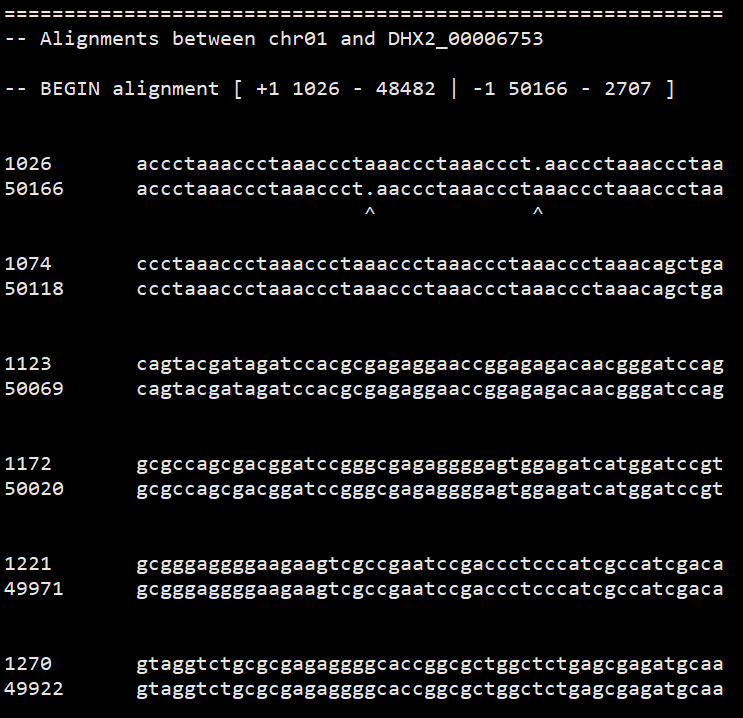 ============================================================
-- Alignments between chr01 and DHX2_00006753
-- BEGIN alignment [ +1 1026 - 48482 | -1 50166 - 2707 ]
1026       accctaaaccctaaaccctaaaccctaaaccct.aaccctaaaccctaa
50166      accctaaaccctaaaccct.aaccctaaaccctaaaccctaaaccctaa
                              ^             ^
1074       ccctaaaccctaaaccctaaaccctaaaccctaaaccctaaacagctga
50118      ccctaaaccctaaaccctaaaccctaaaccctaaaccctaaacagctga
1123       cagtacgatagatccacgcgagaggaaccggagagacaacgggatccag
50069      cagtacgatagatccacgcgagaggaaccggagagacaacgggatccag
1172       gcgccagcgacggatccgggcgagaggggagtggagatcatggatccgt
50020      gcgccagcgacggatccgggcgagaggggagtggagatcatggatccgt
1221       gcgggaggggaagaagtcgccgaatccgaccctcccatcgccatcgaca
49971      gcgggaggggaagaagtcgccgaatccgaccctcccatcgccatcgaca
1270       gtaggtctgcgcgagaggggcaccggcgctggctctgagcgagatgcaa
49922      gtaggtctgcgcgagaggggcaccggcgctggctctgagcgagatgcaa